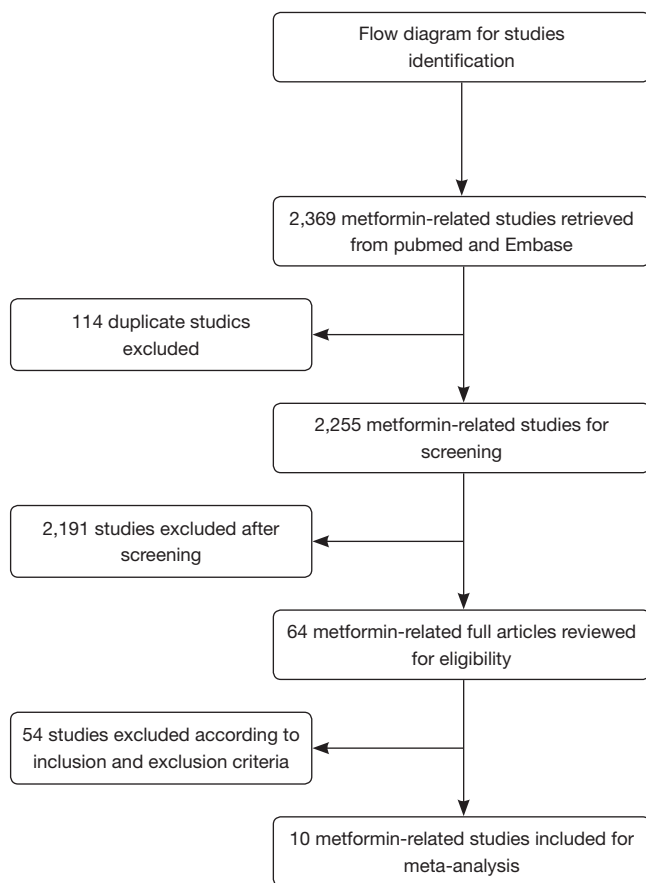 Flow diagram for studies
identification
2,369 metformin-related studies retrieved
from pubmed and Embase
114 duplicate studics
excluded
2,255 metformin-related studies for
screening
2,191 studies excluded after
screening
64 metformin-related full articles reviewed
for eligibility
54 studies excluded according to
inclusion and exclusion criteria
10 metformin-related studies included for
meta-analysis